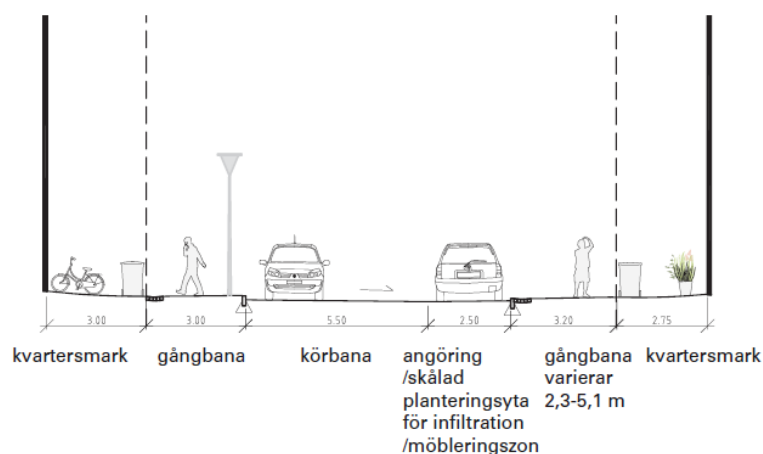 3.00 3.00 5.50 2.50 3.20 2.75
kvartersmark gångbana körbana angöring gångbana kvartersmark
/skålad varierar
planteringsyta 2,3-5,1 m
för infiltration
/möbleringszon